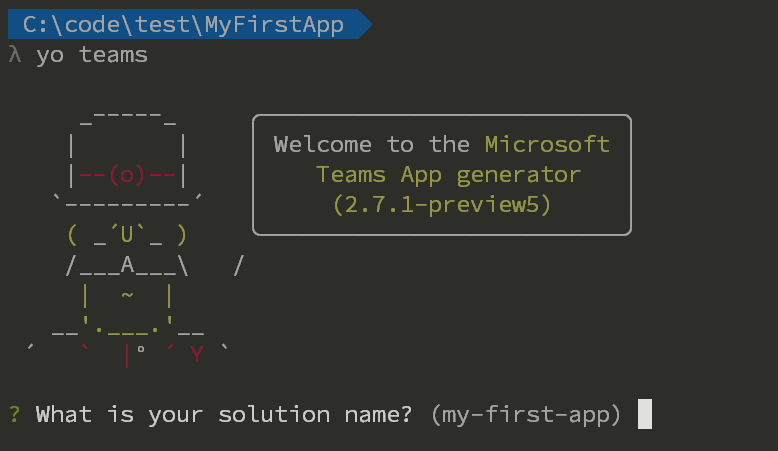 C:\code\test\MyFirstApp
λ yo teams
     _-----_
    |       |
    |--(o)--|
   `---------´
    ( _´U`_ )
    /___A___\   /
     |  ~  |
   __'.___.'__
 ´   `  |° ´ Y `
Welcome to the Microsoft
Teams App generator
(2.7.1-preview5)
? What is your solution name? (my-first-app)